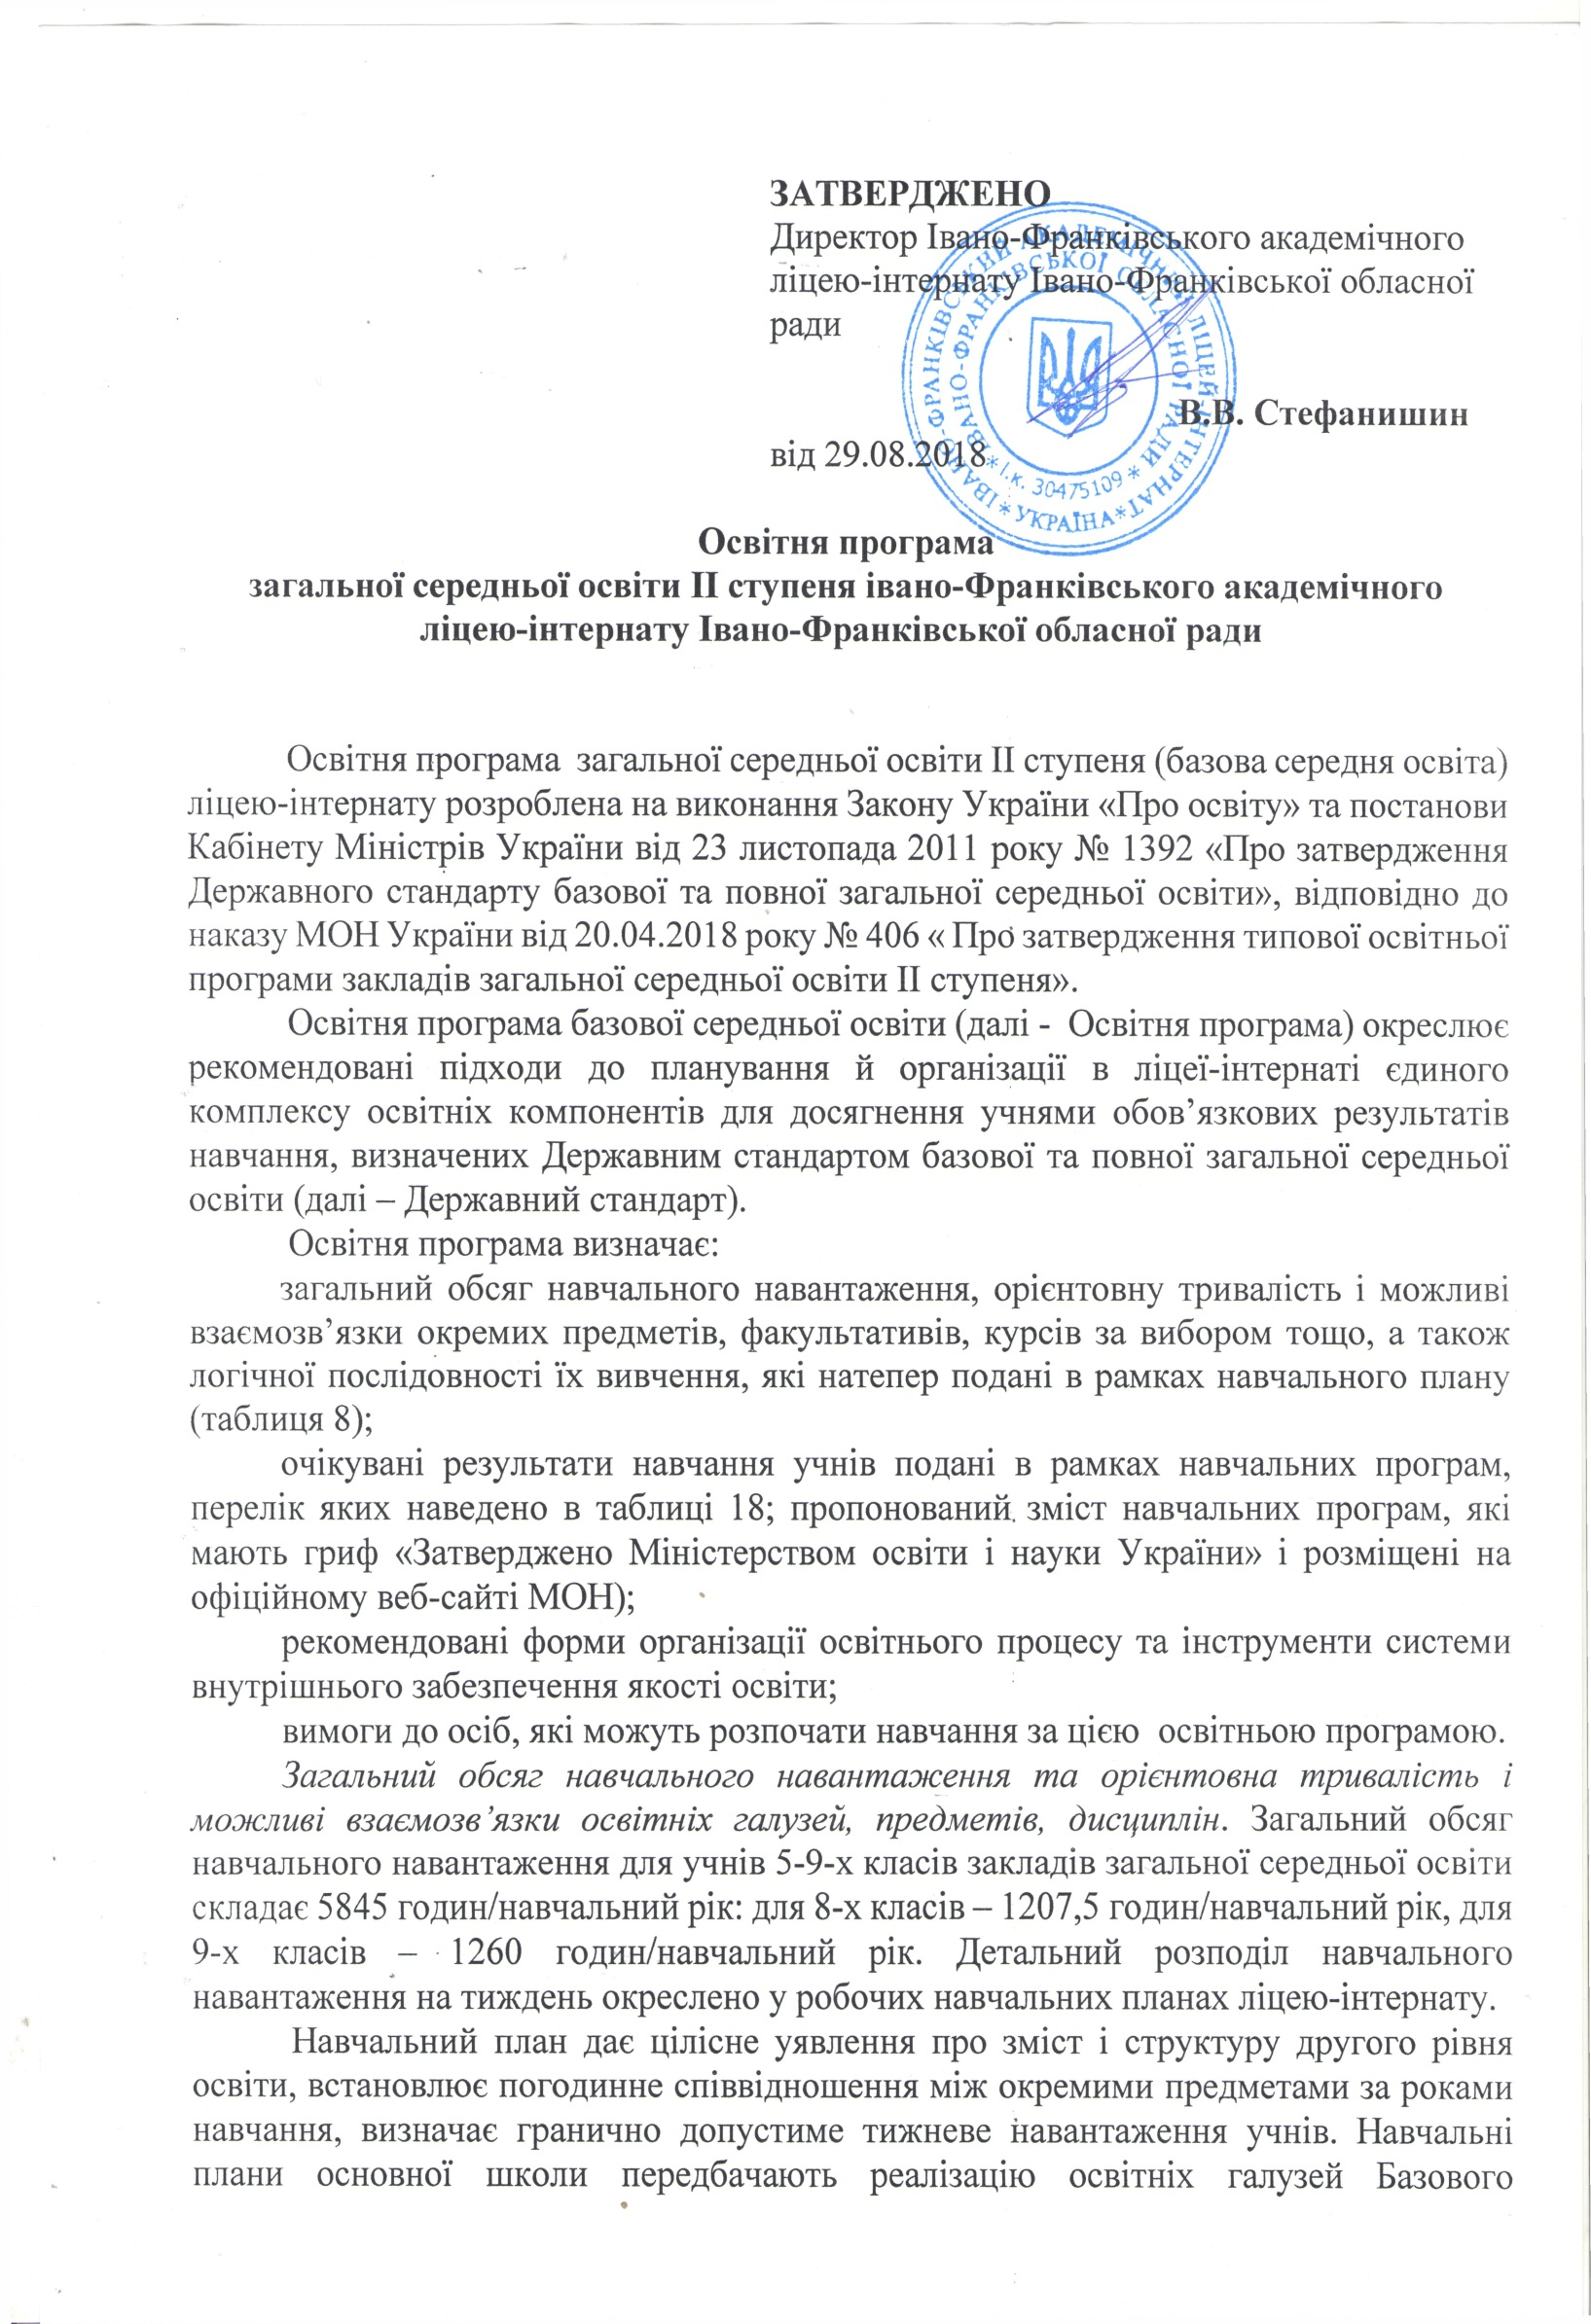 ЗАТВЕРДЖЕНО
Директор Івано-Франківського академічного
ліцею-інтернату Івано-Франківської обласної
ради
В.В. Стефанишин
від 29.08.2018
*ІВАНО-ФРАНКІВСЬКИЙ АКАДЕМІЧНИЙ ЛІЦЕЙ-ІНТЕРНАТ*
*ІВАНО-ФРАНКІВСЬКОЇ ОБЛАСНОЇ РАДИ*
І.к. 30475109
УКРАЇНА
Освітня програма
загальної середньої освіти ІІ ступеня івано-Франківського академічного
ліцею-інтернату Івано-Франківської обласної ради
Освітня програма загальної середньої освіти ІІ ступеня (базова середня освіта)
ліцею-інтернату розроблена на виконання Закону України «Про освіту» та постанови
Кабінету Міністрів України від 23 листопада 2011 року № 1392 «Про затвердження
Державного стандарту базової та повної загальної середньої освіти», відповідно до
наказу МОН України від 20.04.2018 року № 406 « Про затвердження типової освітньої
програми закладів загальної середньої освіти ІІ ступеня».
Освітня програма базової середньої освіти (далі - Освітня програма) окреслює
рекомендовані підходи до планування й організації в ліцеї-інтернаті єдиного
комплексу освітніх компонентів для досягнення учнями обов’язкових результатів
навчання, визначених Державним стандартом базової та повної загальної середньої
освіти (далі – Державний стандарт).
Освітня програма визначає:
загальний обсяг навчального навантаження, орієнтовну тривалість і можливі
взаємозв’язки окремих предметів, факультативів, курсів за вибором тощо, а також
логічної послідовності їх вивчення, які натепер подані в рамках навчального плану
(таблиця 8);
очікувані результати навчання учнів подані в рамках навчальних програм,
перелік яких наведено в таблиці 18; пропонований зміст навчальних програм, які
мають гриф «Затверджено Міністерством освіти і науки України» і розміщені на
офіційному веб-сайті МОН);
рекомендовані форми організації освітнього процесу та інструменти системи
внутрішнього забезпечення якості освіти;
вимоги до осіб, які можуть розпочати навчання за цією освітньою програмою.
Загальний обсяг навчального навантаження та орієнтовна тривалість і
можливі взаємозв’язки освітніх галузей, предметів, дисциплін. Загальний обсяг
навчального навантаження для учнів 5-9-х класів закладів загальної середньої освіти
складає 5845 годин/навчальний рік: для 8-х класів – 1207,5 годин/навчальний рік, для
9-х класів – 1260 годин/навчальний рік. Детальний розподіл навчального
навантаження на тиждень окреслено у робочих навчальних планах ліцею-інтернату.
Навчальний план дає цілісне уявлення про зміст і структуру другого рівня
освіти, встановлює погодинне співвідношення між окремими предметами за роками
навчання, визначає гранично допустиме тижневе навантаження учнів. Навчальні
плани основної школи передбачають реалізацію освітніх галузей Базового